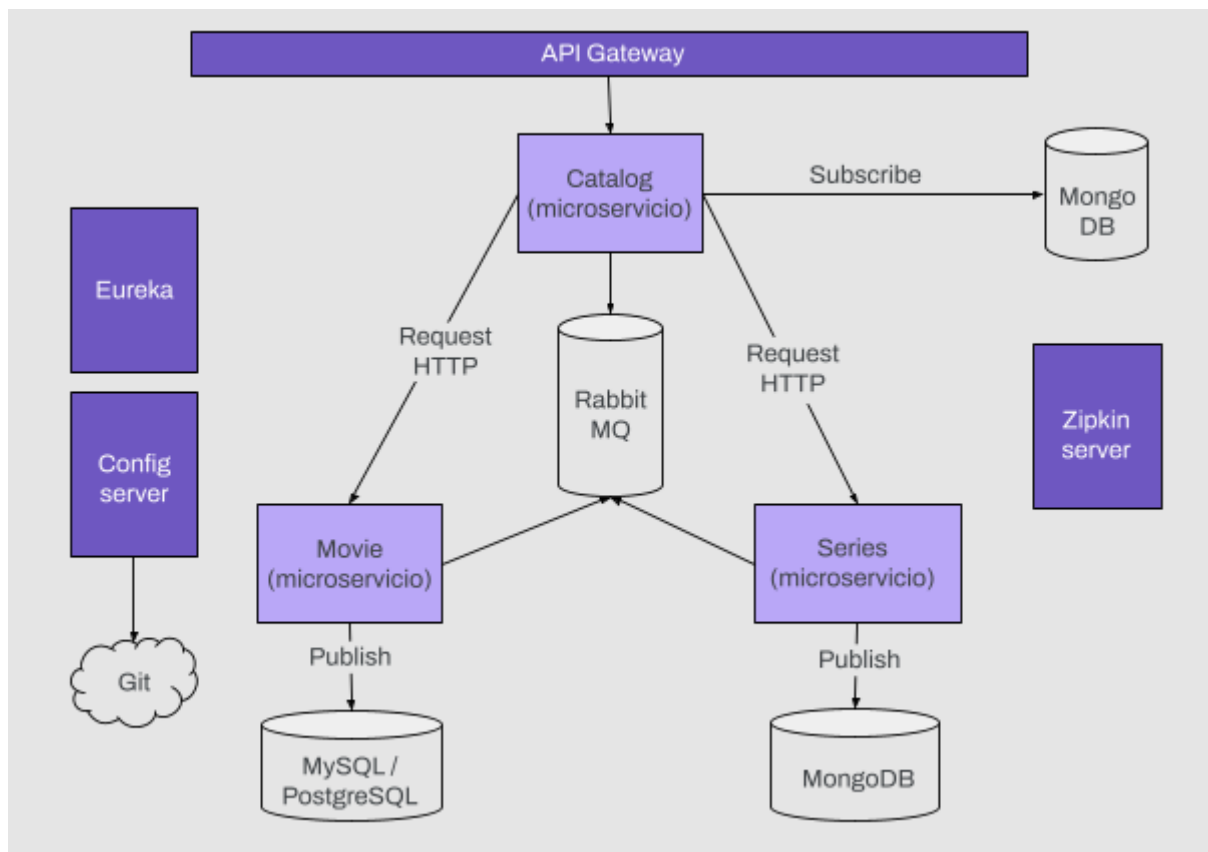 API Gateway
Catalog
(microservicio)
Subscribe
Mongo
DB
Eureka
Request
HTTP
Request
HTTP
Rabbit
MQ
Zipkin
server
Config
server
Movie
(microservicio)
Series
(microservicio)
Publish
Publish
Git
MySQL /
PostgreSQL
MongoDB